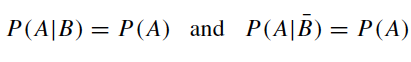 P(A|B) = P(A) and P(A|B̄) = P(A)